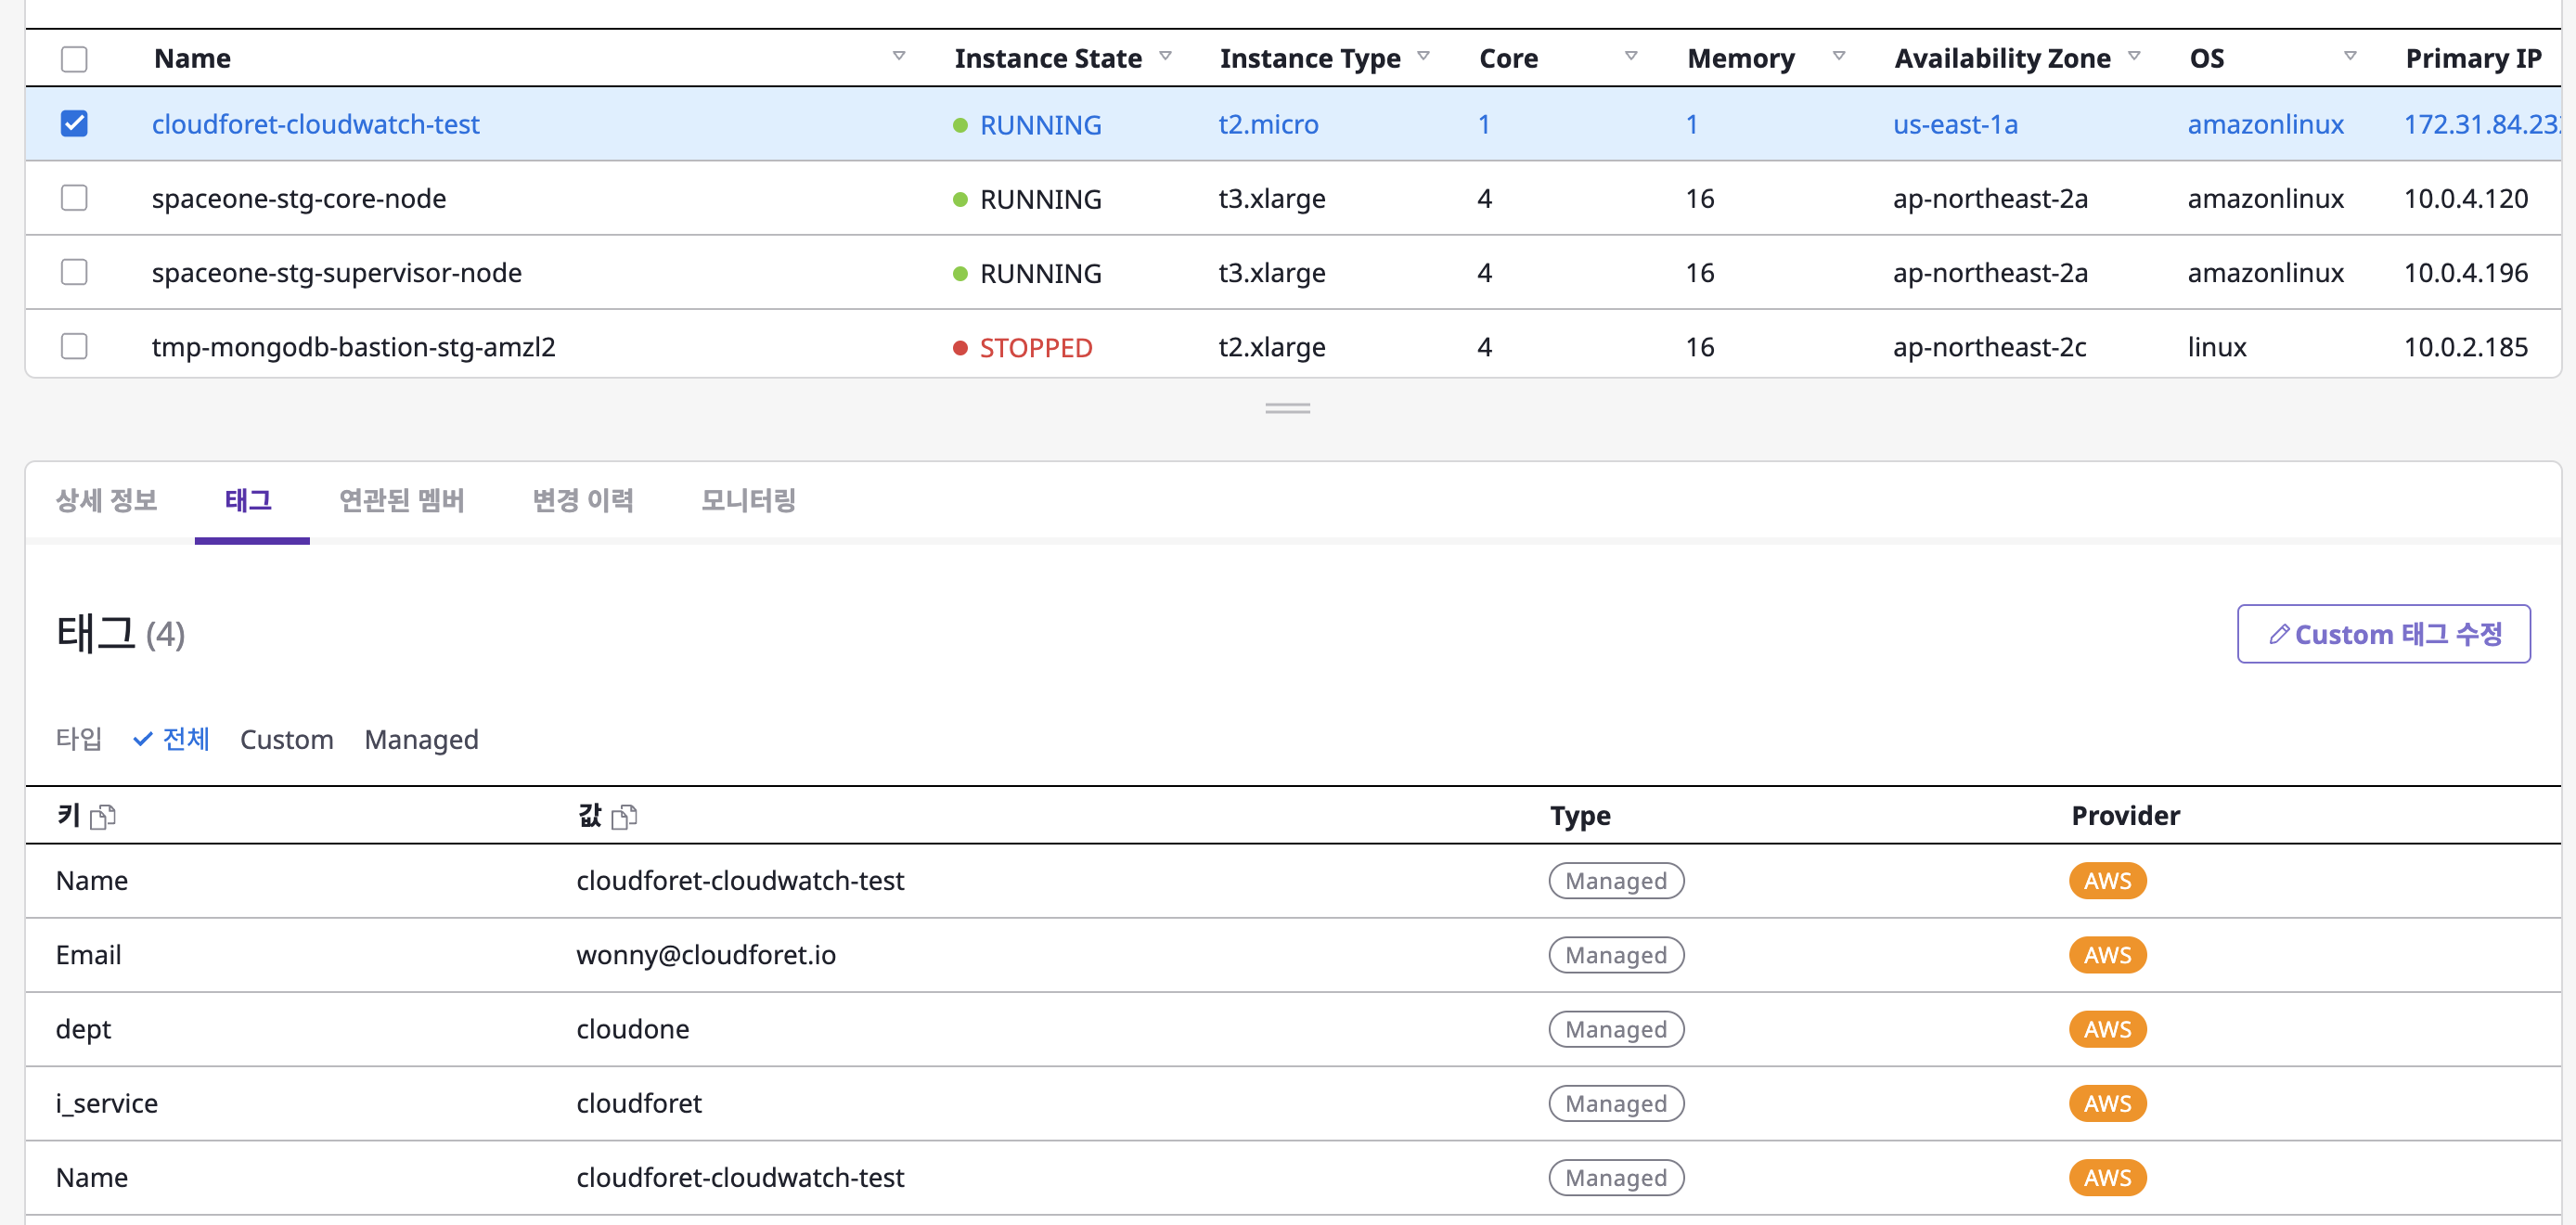 Name Instance State Instance Type Core Memory Availability Zone OS Primary IP
cloudforet-cloudwatch-test RUNNING t2.micro 1 1 us-east-1a amazonlinux 172.31.84.23
spaceone-stg-core-node RUNNING t3.xlarge 4 16 ap-northeast-2a amazonlinux 10.0.4.120
spaceone-stg-supervisor-node RUNNING t3.xlarge 4 16 ap-northeast-2a amazonlinux 10.0.4.196
tmp-mongodb-bastion-stg-amzl2 STOPPED t2.xlarge 4 16 ap-northeast-2c linux 10.0.2.185
상세 정보 태그 연관된 멤버 변경 이력 모니터링
태그 (4) Custom 태그 수정
타입 전체 Custom Managed
키 값 Type Provider
Name cloudforet-cloudwatch-test Managed AWS
Email wonny@cloudforet.io Managed AWS
dept cloudone Managed AWS
i_service cloudforet Managed AWS
Name cloudforet-cloudwatch-test Managed AWS